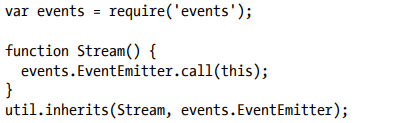 var events = require('events');

function Stream() {
  events.EventEmitter.call(this);
}
util.inherits(Stream, events.EventEmitter);